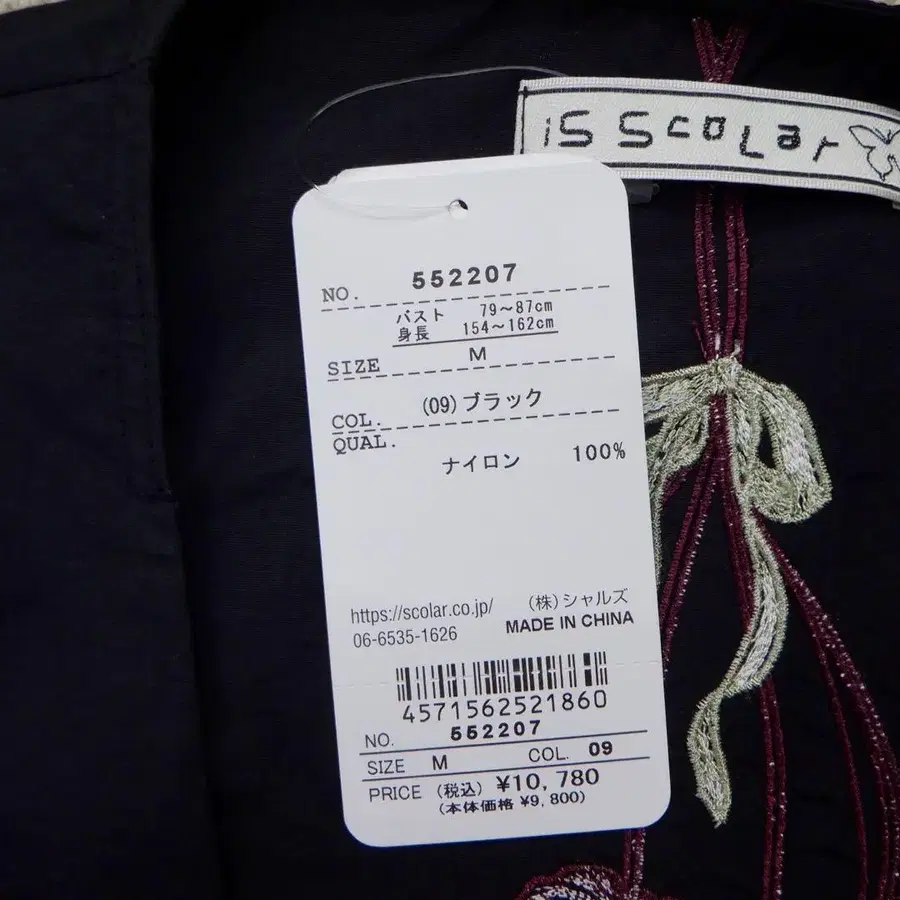 is Scolar
NO. 552207
バスト 79～87cm
身長 154～162cm
SIZE M
COL. (09)ブラック
QUAL.
ナイロン 100%
https://scolar.co.jp/ (株)シャルズ
06-6535-1626 MADE IN CHINA
4571562521860
NO. 552207
SIZE M COL. 09
PRICE (税込) ¥10,780
(本体価格 ¥9,800)